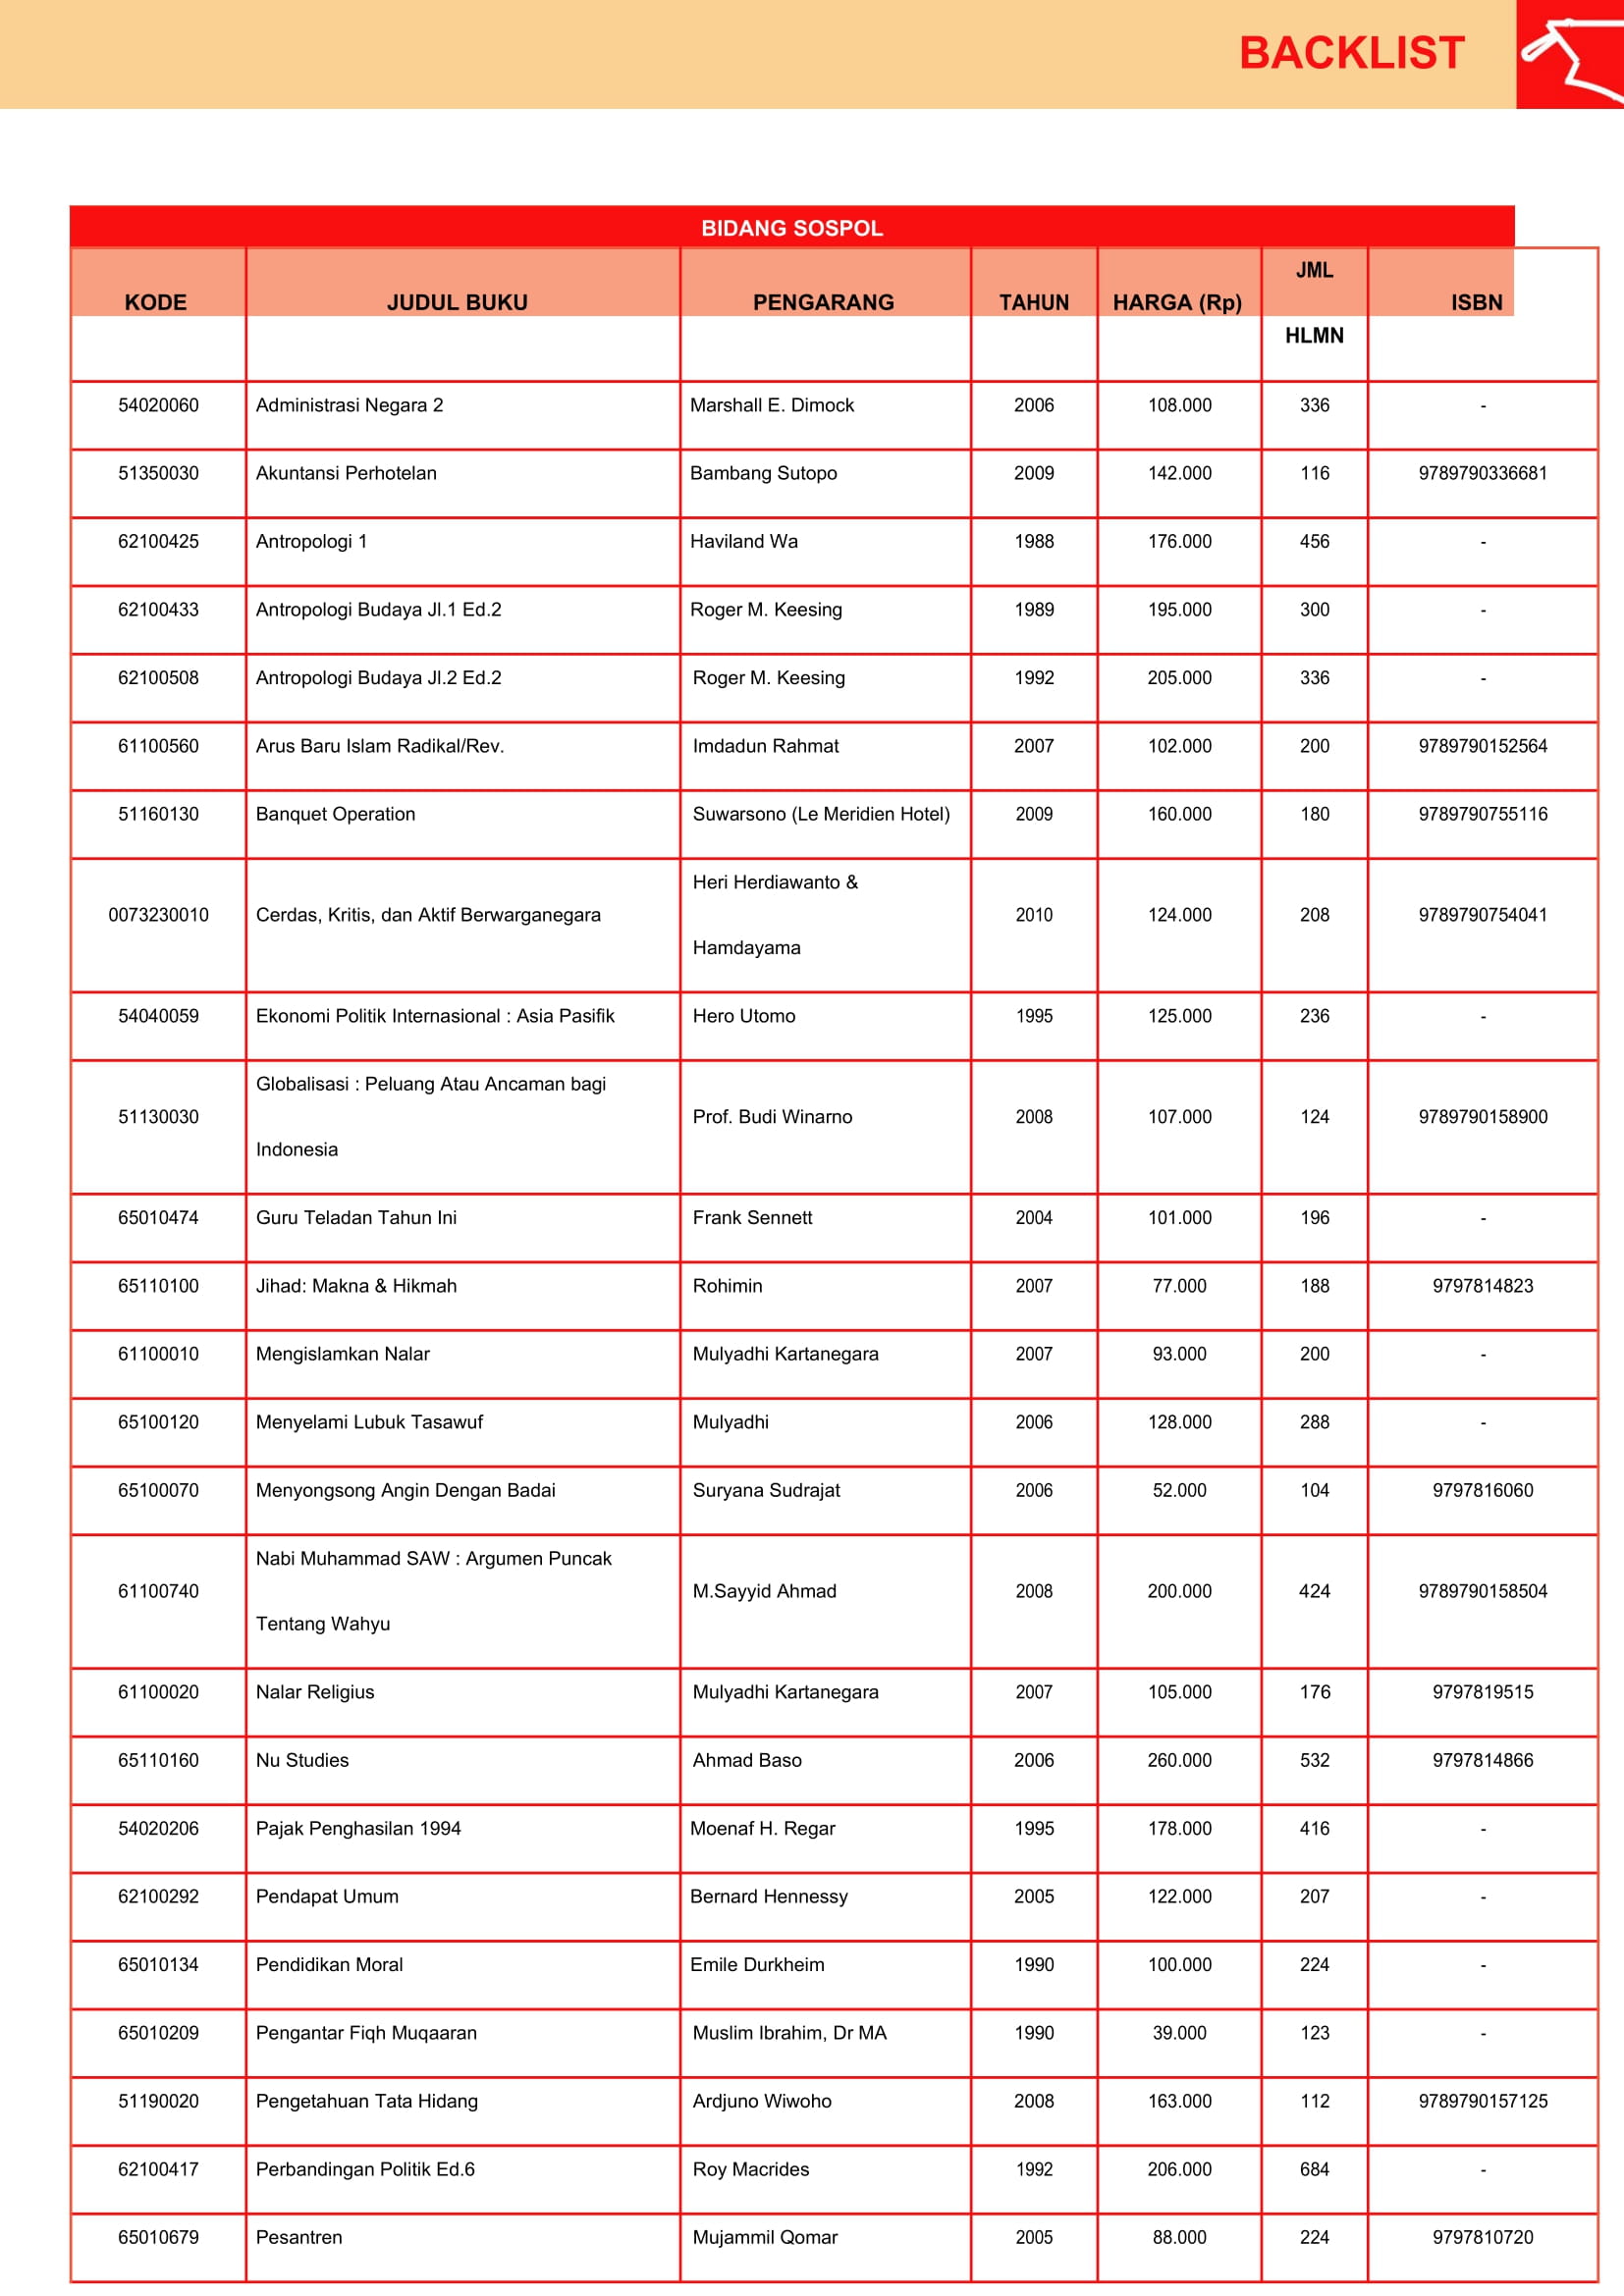 BACKLIST
BIDANG SOSPOL
KODE JUDUL BUKU PENGARANG TAHUN HARGA (Rp) JML HLMN ISBN
54020060 Administrasi Negara 2 Marshall E. Dimock 2006 108.000 336 -
51350030 Akuntansi Perhotelan Bambang Sutopo 2009 142.000 116 9789790336681
62100425 Antropologi 1 Haviland Wa 1988 176.000 456 -
62100433 Antropologi Budaya Jl.1 Ed.2 Roger M. Keesing 1989 195.000 300 -
62100508 Antropologi Budaya Jl.2 Ed.2 Roger M. Keesing 1992 205.000 336 -
61100560 Arus Baru Islam Radikal/Rev. Imdadun Rahmat 2007 102.000 200 9789790152564
51160130 Banquet Operation Suwarsono (Le Meridien Hotel) 2009 160.000 180 9789790755116
0073230010 Cerdas, Kritis, dan Aktif Berwarganegara Heri Herdiawanto & Hamdayama 2010 124.000 208 9789790754041
54040059 Ekonomi Politik Internasional : Asia Pasifik Hero Utomo 1995 125.000 236 -
51130030 Globalisasi : Peluang Atau Ancaman bagi Indonesia Prof. Budi Winarno 2008 107.000 124 9789790158900
65010474 Guru Teladan Tahun Ini Frank Sennett 2004 101.000 196 -
65110100 Jihad: Makna & Hikmah Rohimin 2007 77.000 188 9797814823
61100010 Mengislamkan Nalar Mulyadhi Kartanegara 2007 93.000 200 -
65100120 Menyelami Lubuk Tasawuf Mulyadhi 2006 128.000 288 -
65100070 Menyongsong Angin Dengan Badai Suryana Sudrajat 2006 52.000 104 9797816060
61100740 Nabi Muhammad SAW : Argumen Puncak Tentang Wahyu M.Sayyid Ahmad 2008 200.000 424 9789790158504
61100020 Nalar Religius Mulyadhi Kartanegara 2007 105.000 176 9797819515
65110160 Nu Studies Ahmad Baso 2006 260.000 532 9797814866
54020206 Pajak Penghasilan 1994 Moenaf H. Regar 1995 178.000 416 -
62100292 Pendapat Umum Bernard Hennessy 2005 122.000 207 -
65010134 Pendidikan Moral Emile Durkheim 1990 100.000 224 -
65010209 Pengantar Fiqh Muqaaran Muslim Ibrahim, Dr MA 1990 39.000 123 -
51190020 Pengetahuan Tata Hidang Ardjuno Wiwoho 2008 163.000 112 9789790157125
62100417 Perbandingan Politik Ed.6 Roy Macrides 1992 206.000 684 -
65010679 Pesantren Mujammil Qomar 2005 88.000 224 9797810720